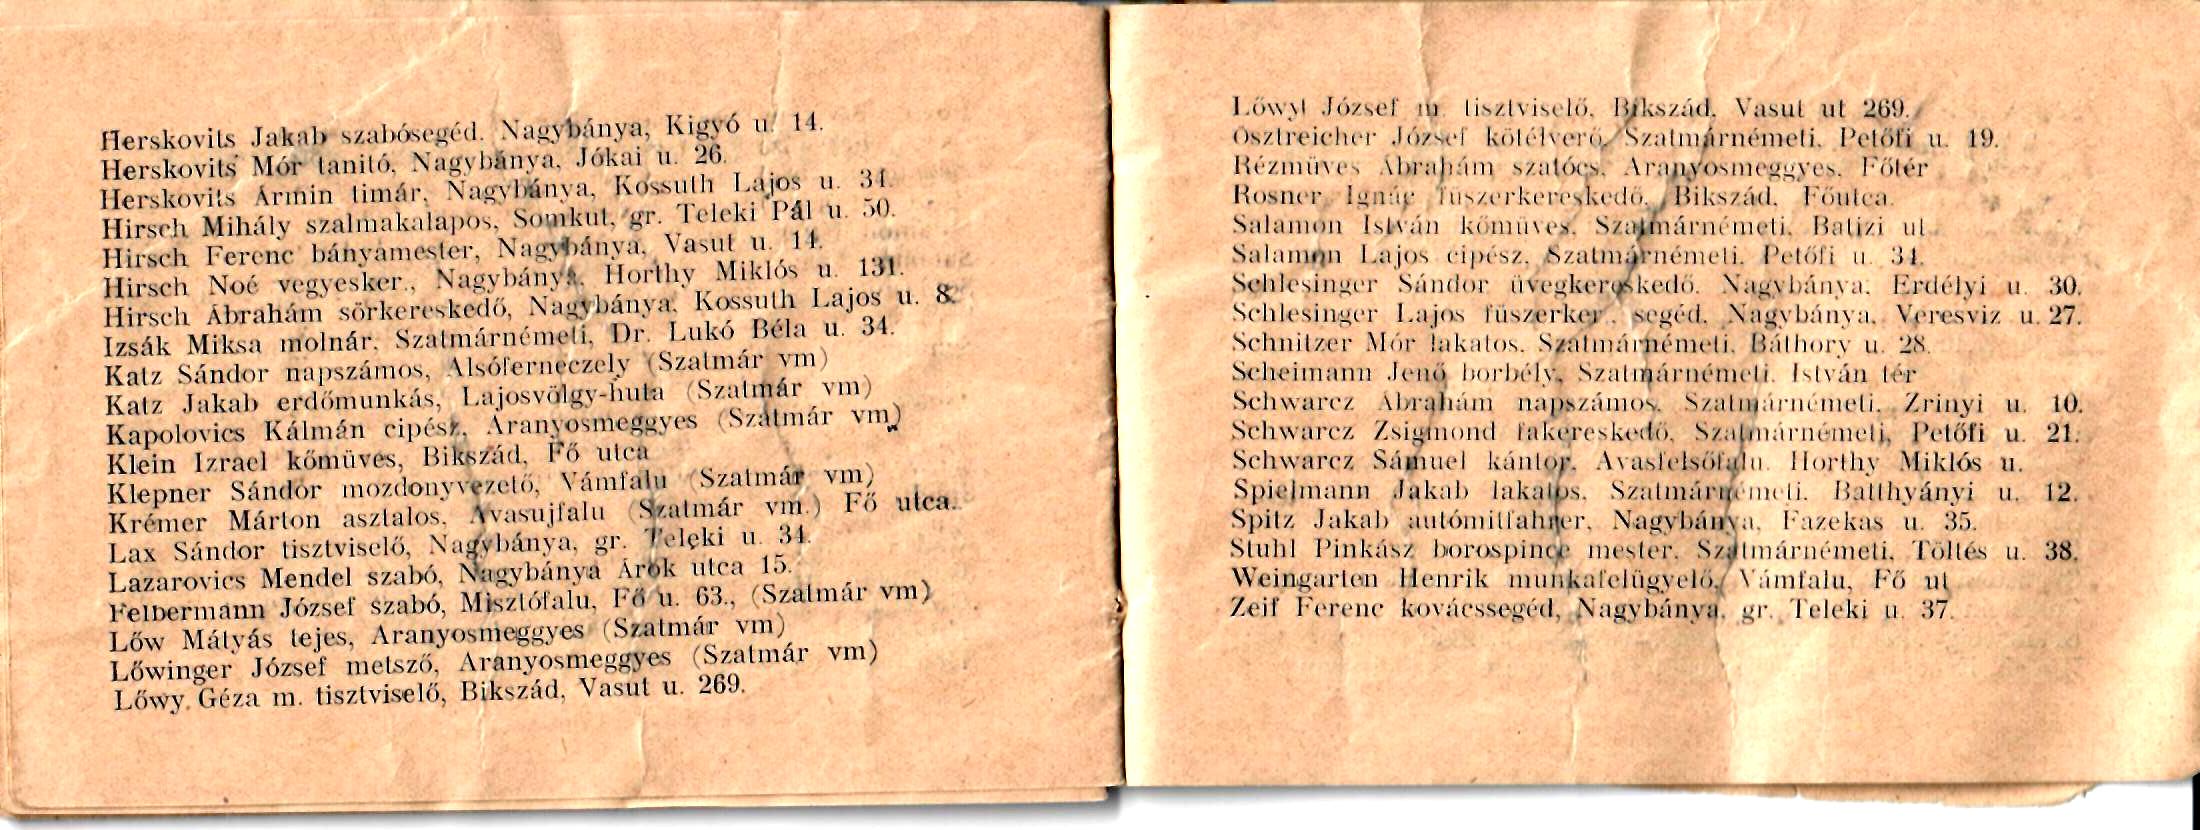 Herskovits Jakab szabósegéd. Nagybánya, Kigyó u. 14.
Herskovits Mór tanitó, Nagybánya, Jókai u. 26.
Herskovits Ármin timár, Nagybánya, Kossuth Lajos u. 34.
Hirsch Mihály szalmakalapos, Somkut, gr. Teleki Pál u. 50.
Hirsch Ferenc bányamester, Nagybánya, Vasut u. 14.
Hirsch Noé vegyesker., Nagybánya, Horthy Miklós u. 131.
Hirsch Ábrahám sörkereskedő, Nagybánya, Kossuth Lajos u. 8.
Izsák Miksa molnár, Szatmárnémeti, Dr. Lukó Béla u. 34.
Katz Sándor napszámos, Alsóferneczely (Szatmár vm)
Katz Jakab erdőmunkás, Lajosvölgy-huta (Szatmár vm)
Kapolovics Kálmán cipész, Aranyosmeggyes (Szatmár vm)
Klein Izrael kőmüves, Bikszád, Fő utca
Klepner Sándor mozdonyvezető, Vámfalu (Szatmár vm)
Krémer Márton asztalos, Avasujfalu (Szatmár vm.) Fő utca.
Lax Sándor tisztviselő, Nagybánya, gr. Teleki u. 34.
Lazarovics Mendel szabó, Nagybánya Árok utca 15.
Felbermann József szabó, Misztótfalu, Fő u. 63., (Szatmár vm)
Lőw Mátyás tejes, Aranyosmeggyes (Szatmár vm)
Lőwinger József metsző, Aranyosmeggyes (Szatmár vm)
Lőwy Géza m. tisztviselő, Bikszád, Vasut u. 269.
Lőwyt József m. tisztviselő, Bikszád, Vasut ut 269.
Osztreicher József kötélverő, Szatmárnémeti, Petőfi u. 19.
Rézmüves Ábrahám szatócs, Aranyosmeggyes, Főtér
Rosner Ignác füszerkereskedő, Bikszád, Főutca
Salamon István kőmüves, Szatmárnémeti, Batizi ut
Salamon Lajos cipész, Szatmárnémeti, Petőfi u. 34.
Schlesinger Sándor üvegkereskedő, Nagybánya, Erdélyi u. 30.
Schlesinger Lajos füszerker. segéd, Nagybánya, Veresviz u. 27.
Schnitzer Mór lakatos, Szatmárnémeti, Báthory u. 28.
Scheimann Jenő borbély, Szatmárnémeti, István tér
Schwarcz Ábrahám napszámos, Szatmárnémeti, Zrinyi u. 10.
Schwarcz Zsigmond fakereskedő, Szatmárnémeti, Petőfi u. 21.
Schwarcz Sámuel kántor, Avasfelsőfalu, Horthy Miklós u.
Spielmann Jakab lakatos, Szatmárnémeti, Batthyányi u. 12.
Spitz Jakab autómitfahrer, Nagybánya, Fazekas u. 35.
Stuhl Pinkász borospince mester, Szatmárnémeti, Töltés u. 38.
Weingarten Henrik munkafelügyelő, Vámfalu, Fő ut
Zeif Ferenc kovácssegéd, Nagybánya, gr. Teleki u. 37.